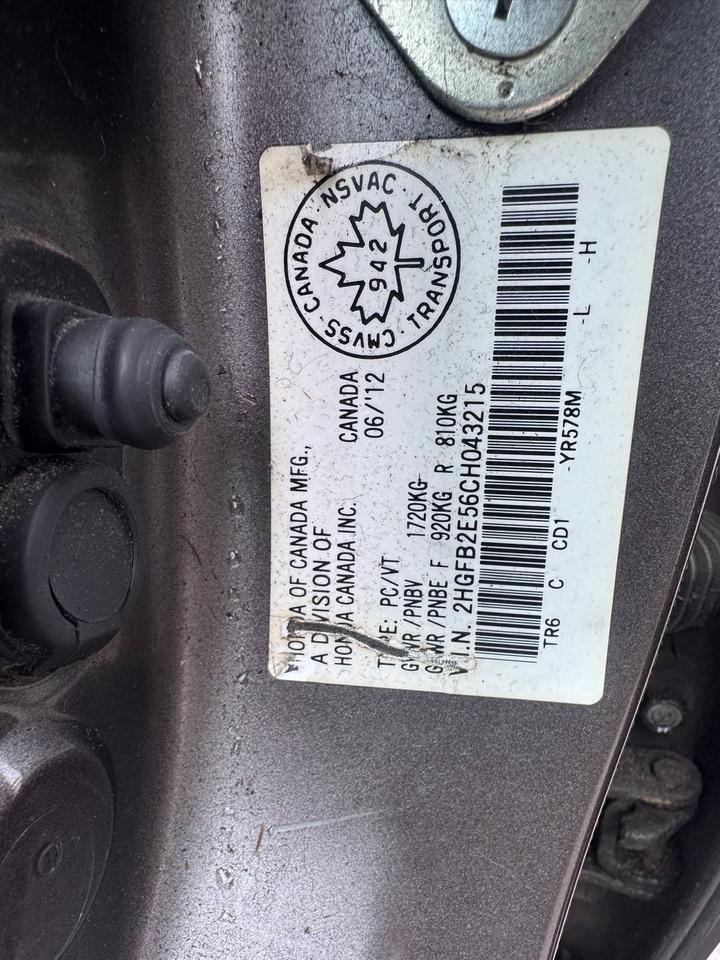 HONDA OF CANADA MFG.,
A DIVISION OF
HONDA CANADA INC.
CANADA
06/'12
TYPE: PC/VT
GVWR/PNBV 1720KG
GAWR/PNBE F 920KG R 810KG
V.I.N. 2HGFB2E56CH043215
TR6 C CD1 -YR578M -L -H
CMVSS · CANADA · NSVAC · TRANSPORT ·
942